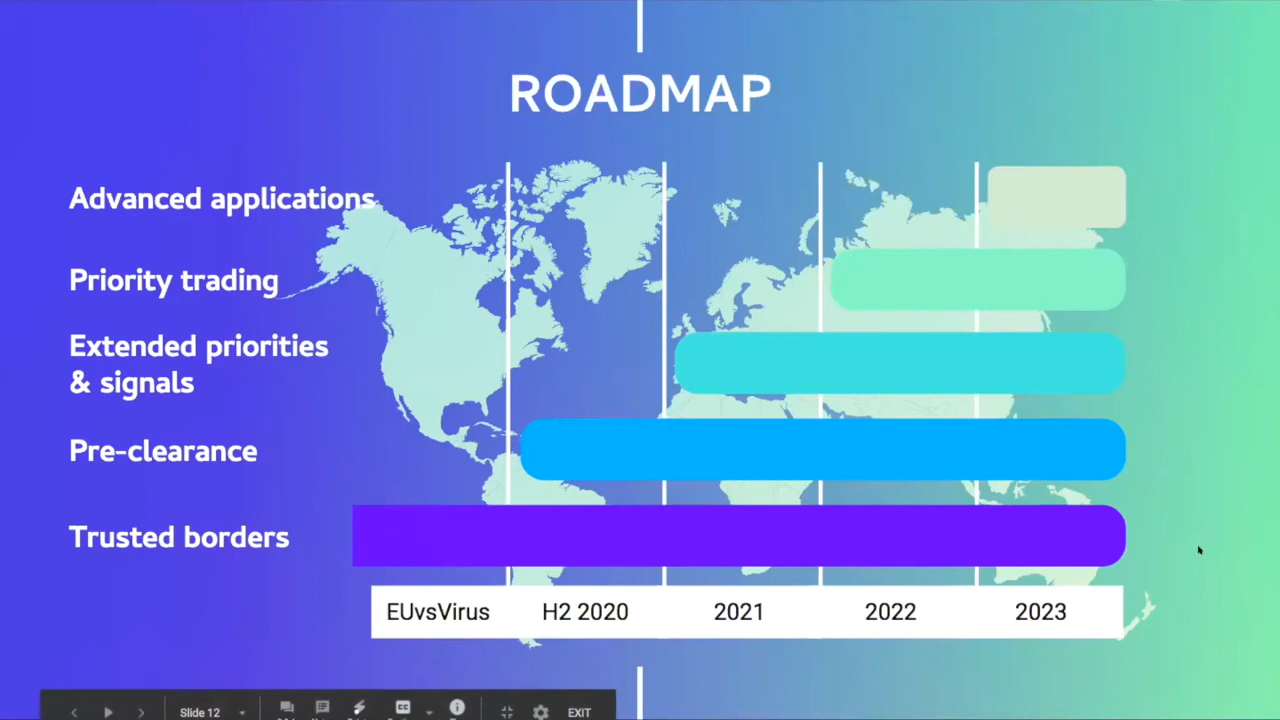 ROADMAP
Advanced applications
Priority trading
Extended priorities
& signals
Pre-clearance
Trusted borders
EUvsVirus H2 2020 2021 2022 2023
Slide 12
CC
EXIT